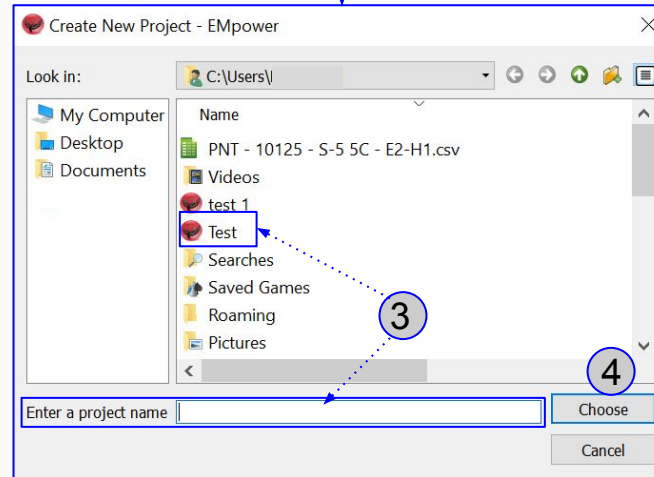 Create New Project - EMpower
Look in:
C:\Users\
My Computer
Desktop
Documents
Name
PNT - 10125 - S-5 5C - E2-H1.csv
Videos
test 1
Test
Searches
Saved Games
Roaming
Pictures
3
4
Enter a project name
Choose
Cancel